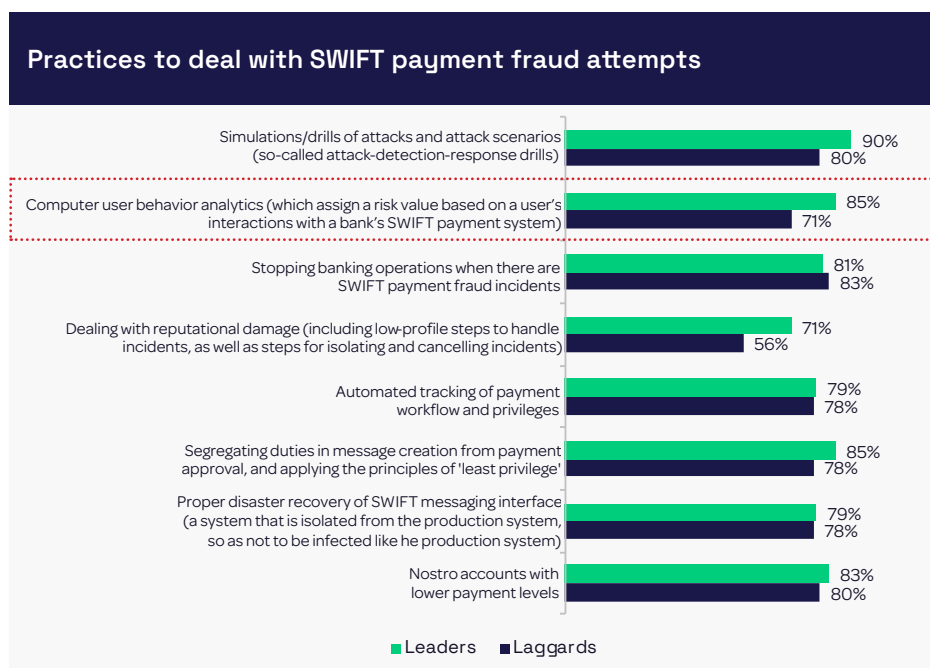 Practices to deal with SWIFT payment fraud attempts
Simulations/drills of attacks and attack scenarios
(so-called attack-detection-response drills)
90%
80%
Computer user behavior analytics (which assign a risk value based on a user's
interactions with a bank's SWIFT payment system)
85%
71%
Stopping banking operations when there are
SWIFT payment fraud incidents
81%
83%
Dealing with reputational damage (including low-profile steps to handle
incidents, as well as steps for isolating and cancelling incidents)
71%
56%
Automated tracking of payment
workflow and privileges
79%
78%
Segregating duties in message creation from payment
approval, and applying the principles of 'least privilege'
85%
78%
Proper disaster recovery of SWIFT messaging interface
(a system that is isolated from the production system,
so as not to be infected like he production system)
79%
78%
Nostro accounts with
lower payment levels
83%
80%
Leaders Laggards